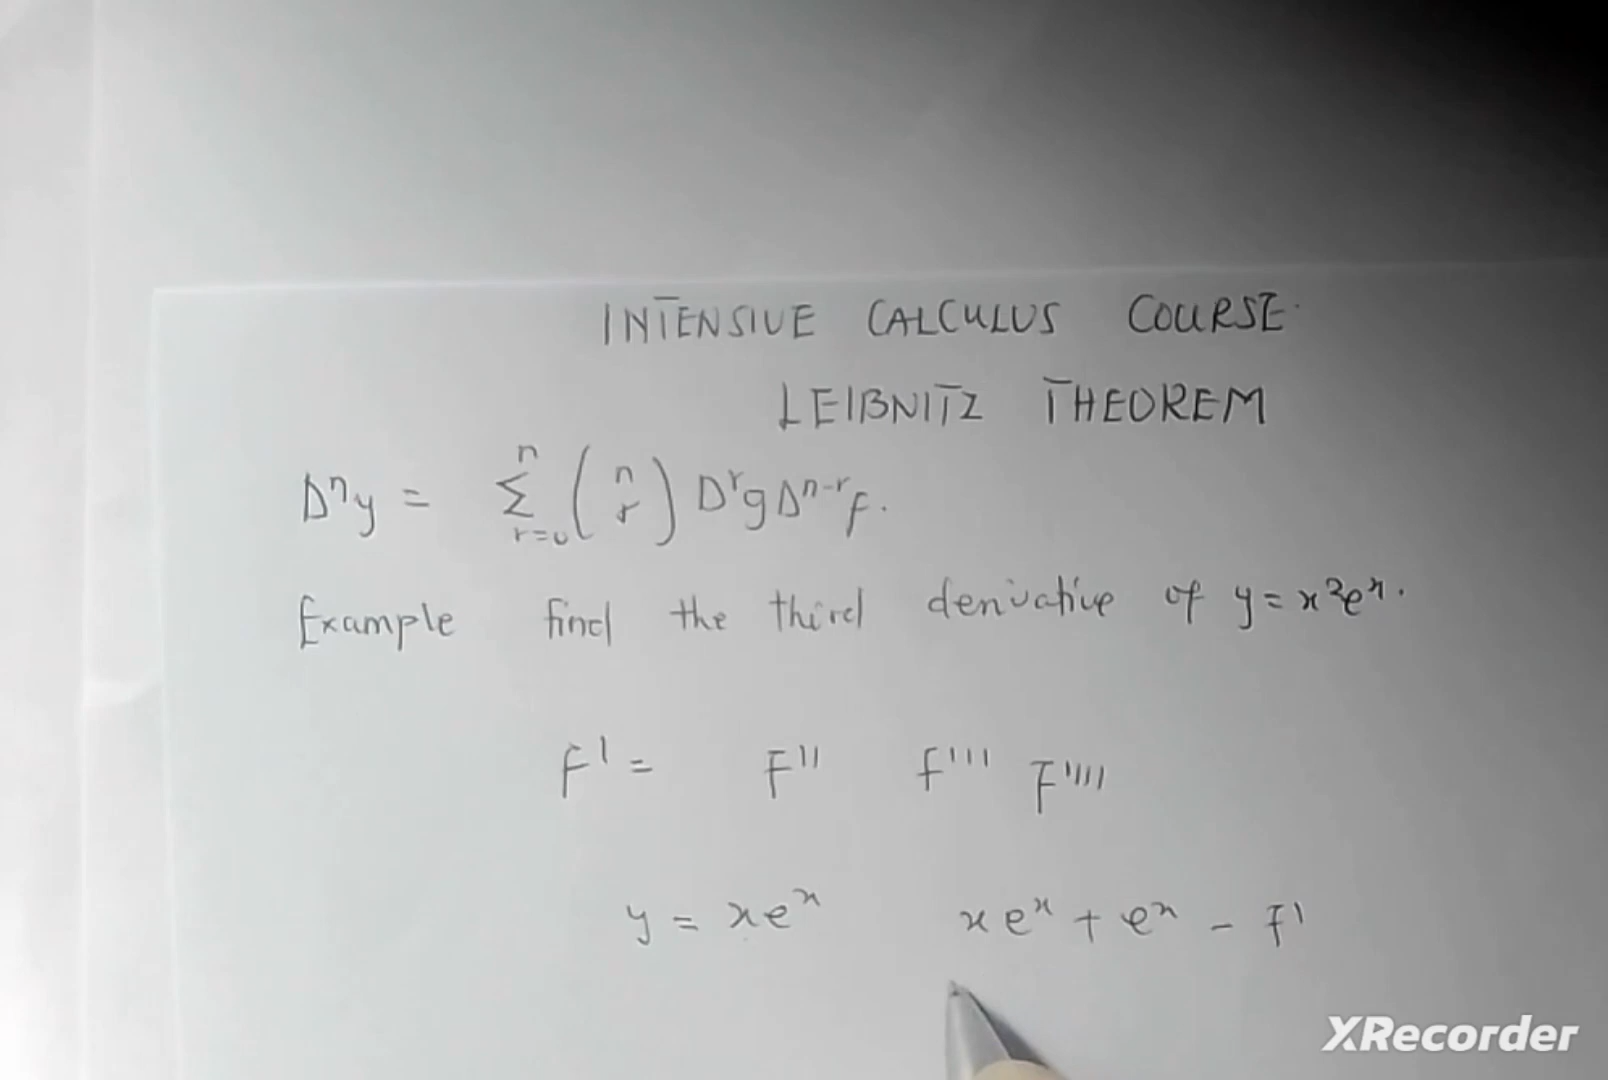 INTENSIVE CALCULUS COURSE
LEIBNITZ THEOREM
Dⁿy = Σ_{r=0}^{n} (n r) Dʳg Dⁿ⁻ʳf.
Example find the third derivative of y = x²eˣ.
F' = F'' f''' F''''
y = xeˣ xeˣ + eˣ - F'
XRecorder